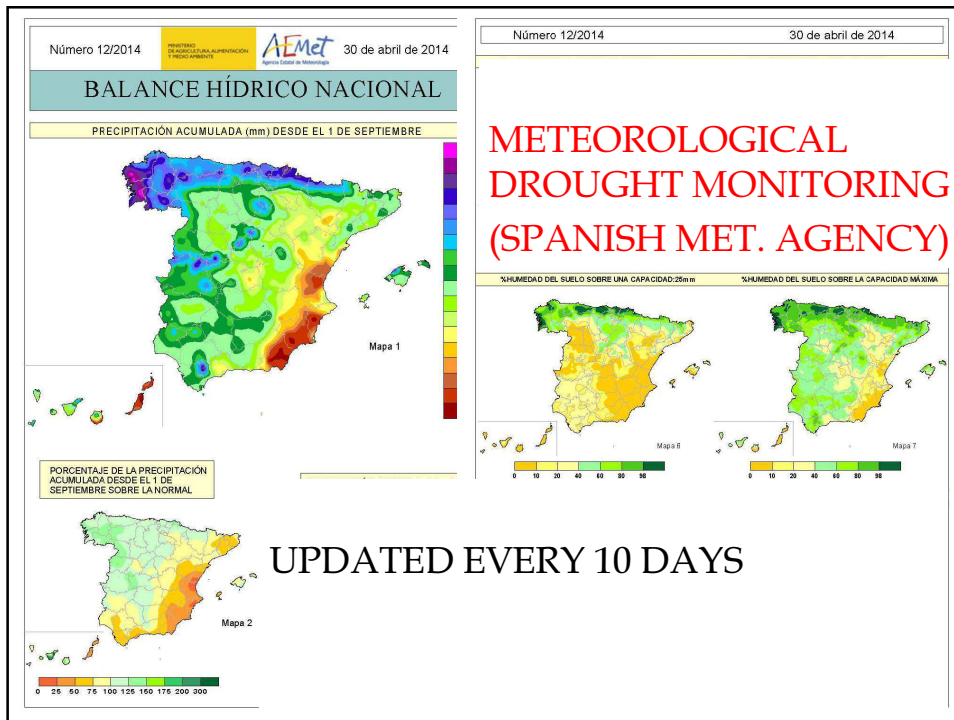 Número 12/2014
MINISTERIO
DE AGRICULTURA, ALIMENTACIÓN
Y MEDIO AMBIENTE
AEMet
Agencia Estatal de Meteorología
30 de abril de 2014
BALANCE HÍDRICO NACIONAL
PRECIPITACIÓN ACUMULADA (mm) DESDE EL 1 DE SEPTIEMBRE
Mapa 1
Número 12/2014
30 de abril de 2014
METEOROLOGICAL
DROUGHT MONITORING
(SPANISH MET. AGENCY)
%HUMEDAD DEL SUELO SOBRE UNA CAPACIDAD:25mm
%HUMEDAD DEL SUELO SOBRE LA CAPACIDAD MÁXIMA
Mapa 6
Mapa 7
0 10 20 40 60 80 98
0 10 20 40 60 80 98
PORCENTAJE DE LA PRECIPITACIÓN
ACUMULADA DESDE EL 1 DE
SEPTIEMBRE SOBRE LA NORMAL
Mapa 2
0 25 50 75 100 125 150 175 200 300
UPDATED EVERY 10 DAYS